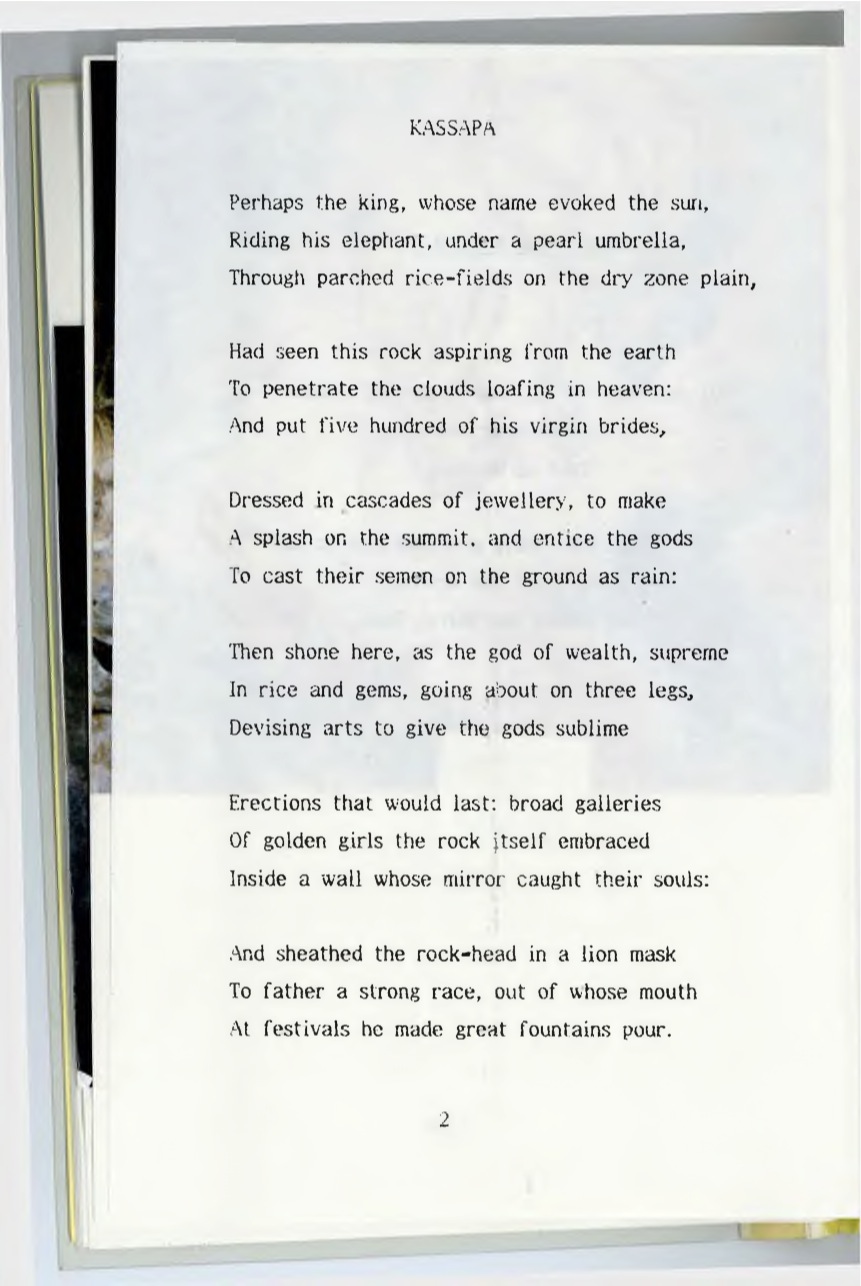 KASSAPA
Perhaps the king, whose name evoked the sun,
Riding his elephant, under a pearl umbrella,
Through parched rice-fields on the dry zone plain,
Had seen this rock aspiring from the earth
To penetrate the clouds loafing in heaven:
And put five hundred of his virgin brides,
Dressed in cascades of jewellery, to make
A splash on the summit, and entice the gods
To cast their semen on the ground as rain:
Then shone here, as the god of wealth, supreme
In rice and gems, going about on three legs,
Devising arts to give the gods sublime
Erections that would last: broad galleries
Of golden girls the rock itself embraced
Inside a wall whose mirror caught their souls:
And sheathed the rock-head in a lion mask
To father a strong race, out of whose mouth
At festivals he made great fountains pour.
2